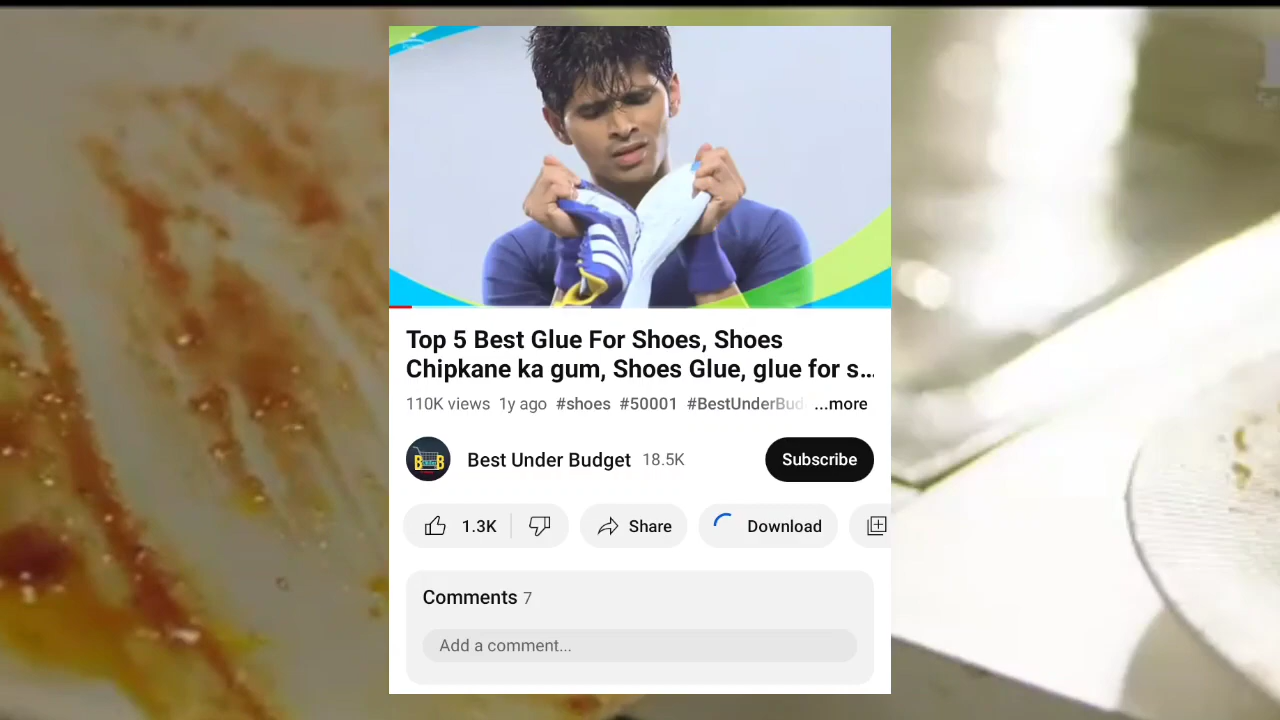 Top 5 Best Glue For Shoes, Shoes
Chipkane ka gum, Shoes Glue, glue for s...
110K views 1y ago #shoes #50001 #BestUnderBud ...more
Best Under Budget 18.5K
Subscribe
1.3K
Share
Download
Comments 7
Add a comment...